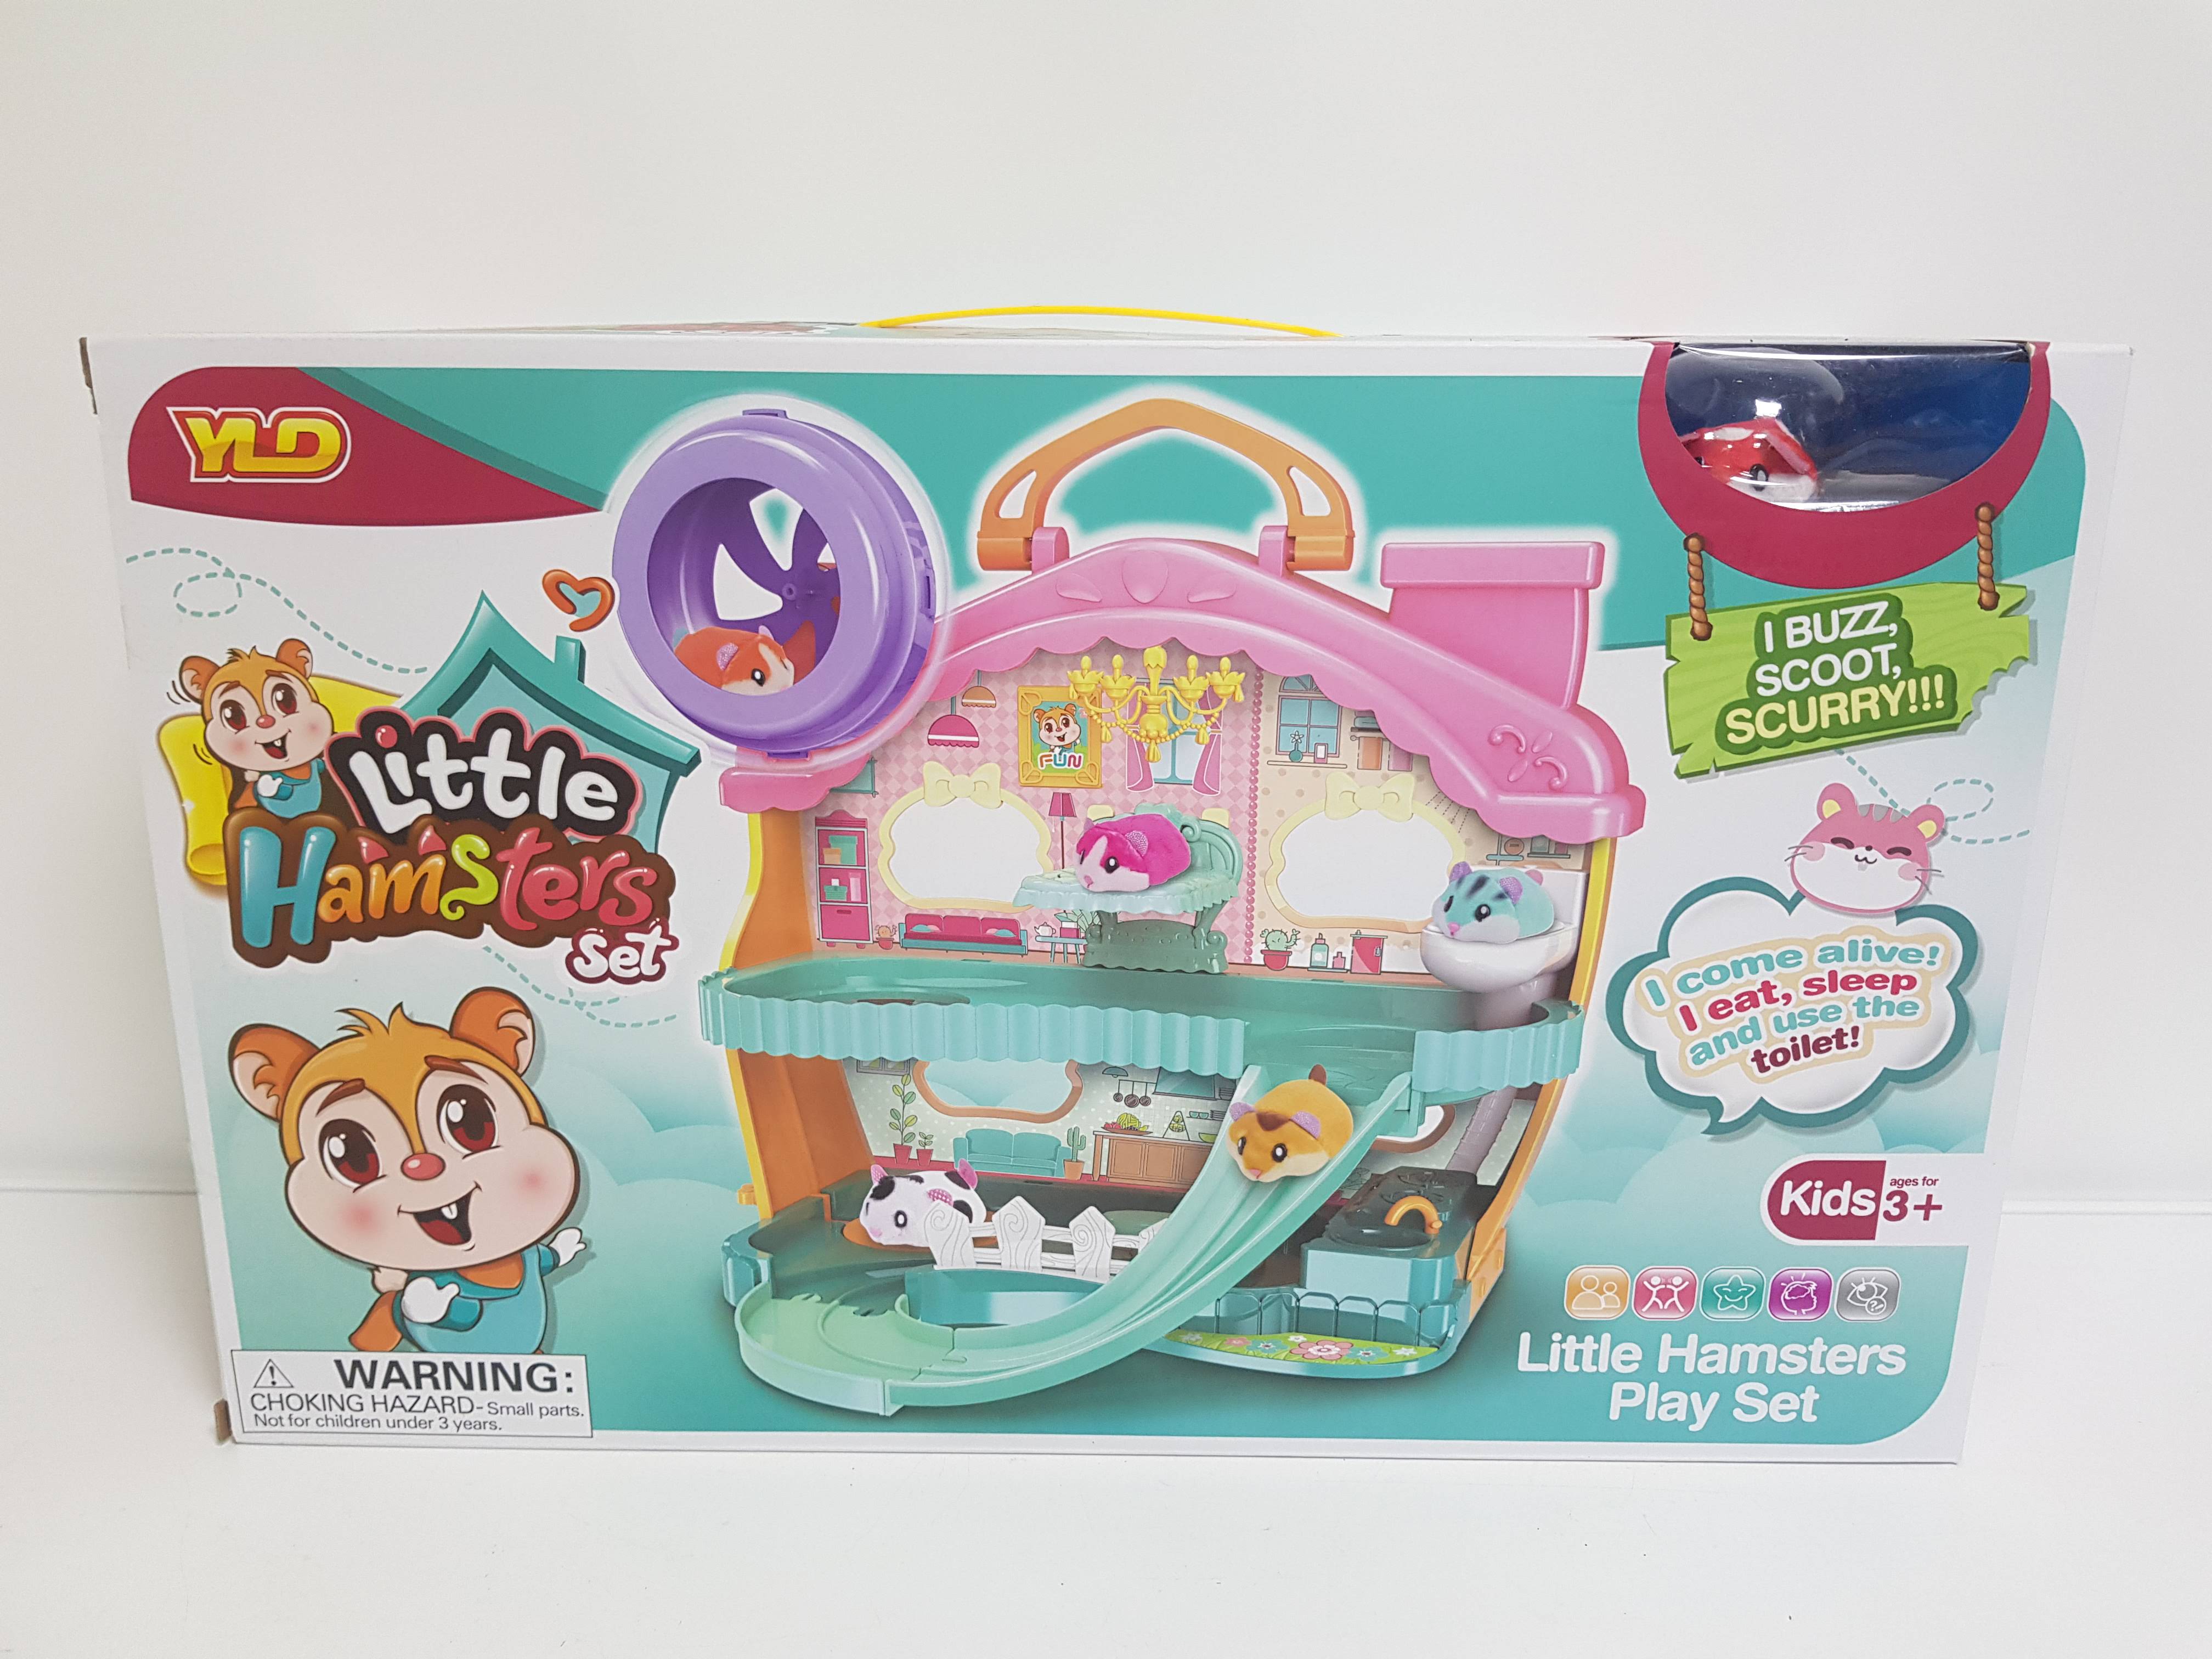 YLD
Little
Hamsters
set
FUN
I BUZZ,
SCOOT,
SCURRY!!!
I come alive!
I eat, sleep
and use the
toilet!
Kids
ages for
3+
Little Hamsters
Play Set
WARNING:
CHOKING HAZARD-Small parts.
Not for children under 3 years.